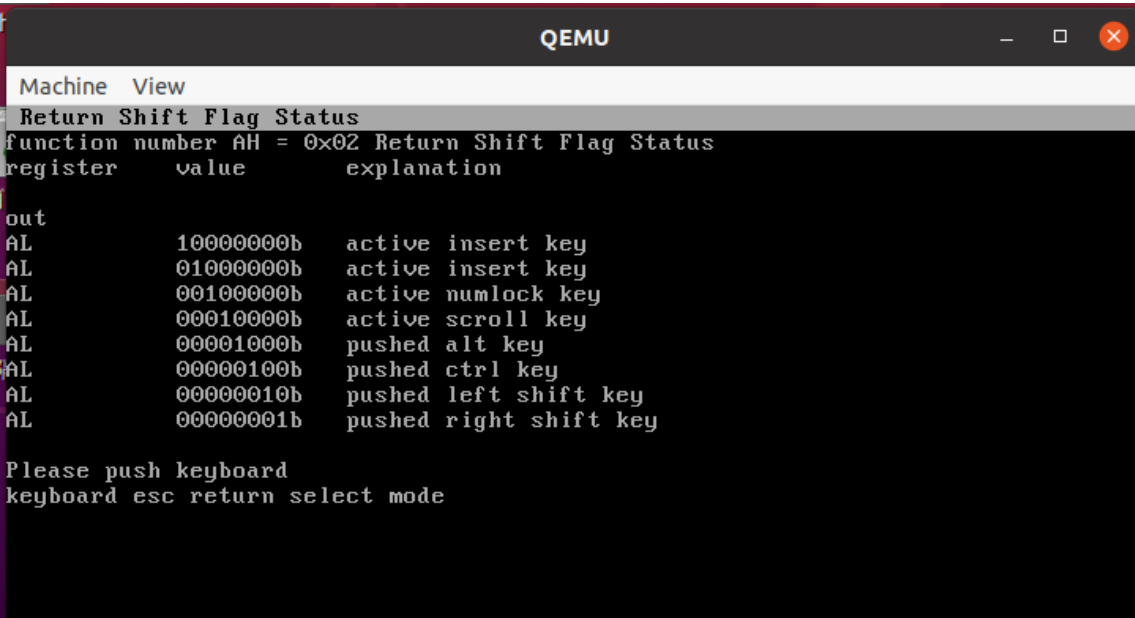 QEMU
Machine View
Return Shift Flag Status
function number AH = 0x02 Return Shift Flag Status
register value explanation
out
AL 10000000b active insert key
AL 01000000b active insert key
AL 00100000b active numlock key
AL 00010000b active scroll key
AL 00001000b pushed alt key
AL 00000100b pushed ctrl key
AL 00000010b pushed left shift key
AL 00000001b pushed right shift key
Please push keyboard
keyboard esc return select mode